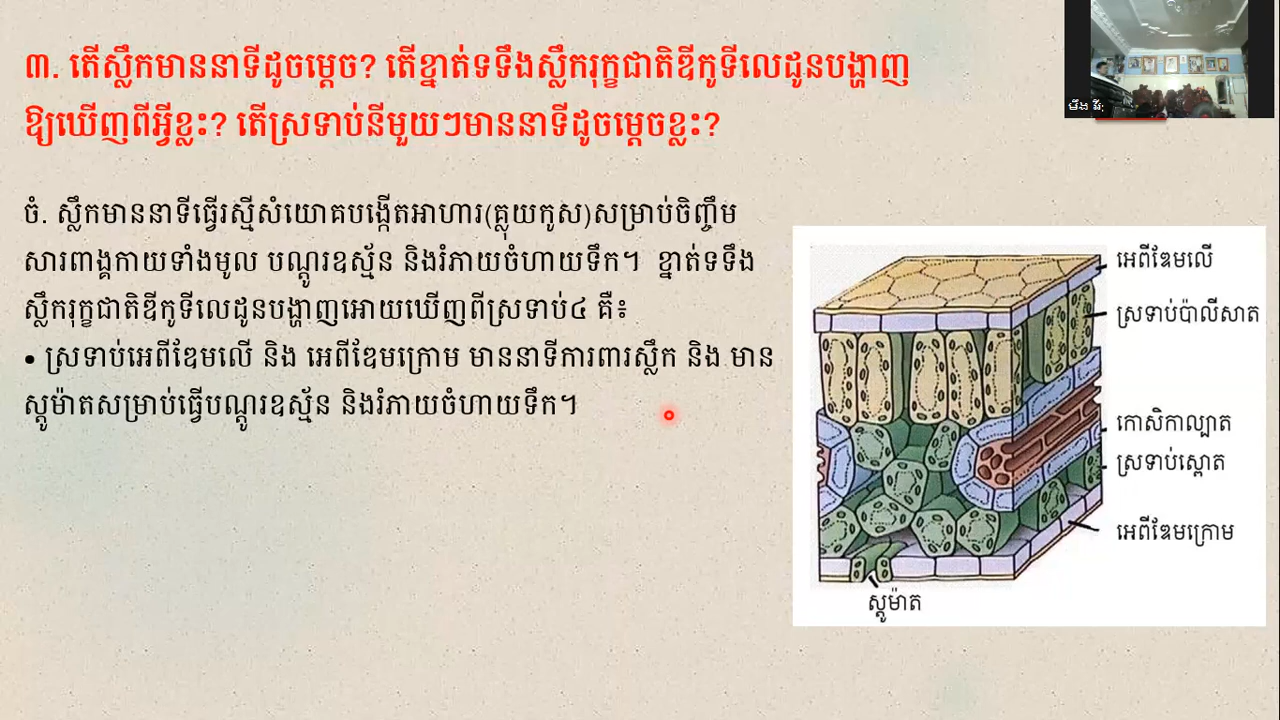 ៣. តើស្លឹកមាននាទីដូចម្ដេច? តើខ្នាត់ទទឹងស្លឹករុក្ខជាតិឌីកូទីលេដូនបង្ហាញ
ឱ្យឃើញពីអ្វីខ្លះ? តើស្រទាប់នីមួយៗមាននាទីដូចម្ដេចខ្លះ?
ចំ. ស្លឹកមាននាទីធ្វើរស្មីសំយោគបង្កើតអាហារ(គ្លុយកូស)សម្រាប់ចិញ្ចឹម
សារពាង្គកាយទាំងមូល បណ្ដូរឧស្ម័ន និងរំភាយចំហាយទឹក។ ខ្នាត់ទទឹង
ស្លឹករុក្ខជាតិឌីកូទីលេដូនបង្ហាញអោយឃើញពីស្រទាប់៤ គឺ៖
• ស្រទាប់អេពីឌែមលើ និង អេពីឌែមក្រោម មាននាទីការពារស្លឹក និង មាន
ស្តូម៉ាតសម្រាប់ធ្វើបណ្ដូរឧស្ម័ន និងរំភាយចំហាយទឹក។
អេពីឌែមលើ
ស្រទាប់ប៉ាលីសាត
កោសិកាល្បាត
ស្រទាប់ស្ពោត
អេពីឌែមក្រោម
ស្តូម៉ាត